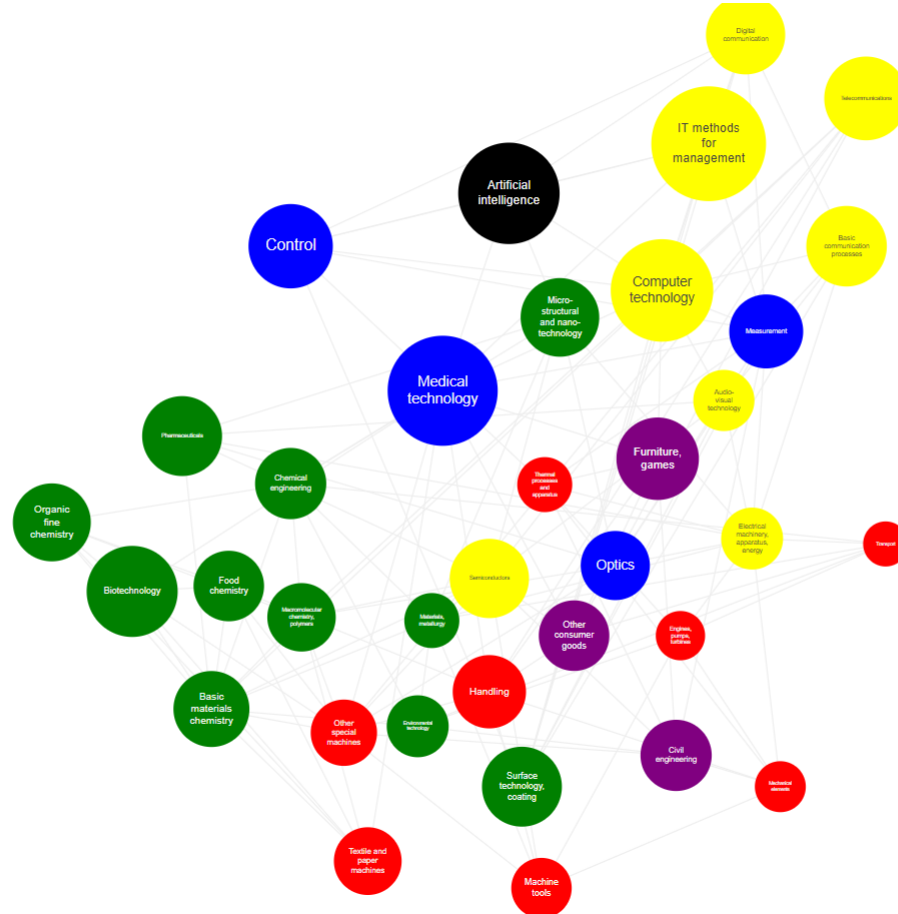 Digital
communication
Telecommunications
IT methods
for
management
Artificial
intelligence
Control
Basic
communication
processes
Computer
technology
Micro-
structural
and nano-
technology
Measurement
Medical
technology
Audio-
visual
technology
Pharmaceuticals
Furniture,
games
Chemical
engineering
Thermal
processes
and
apparatus
Organic
fine
chemistry
Electrical
machinery,
apparatus,
energy
Transport
Optics
Semiconductors
Biotechnology
Food
chemistry
Macromolecular
chemistry,
polymers
Materials,
metallurgy
Other
consumer
goods
Engines,
pumps,
turbines
Handling
Basic
materials
chemistry
Other
special
machines
Environmental
technology
Civil
engineering
Surface
technology,
coating
Mechanical
elements
Textile and
paper
machines
Machine
tools